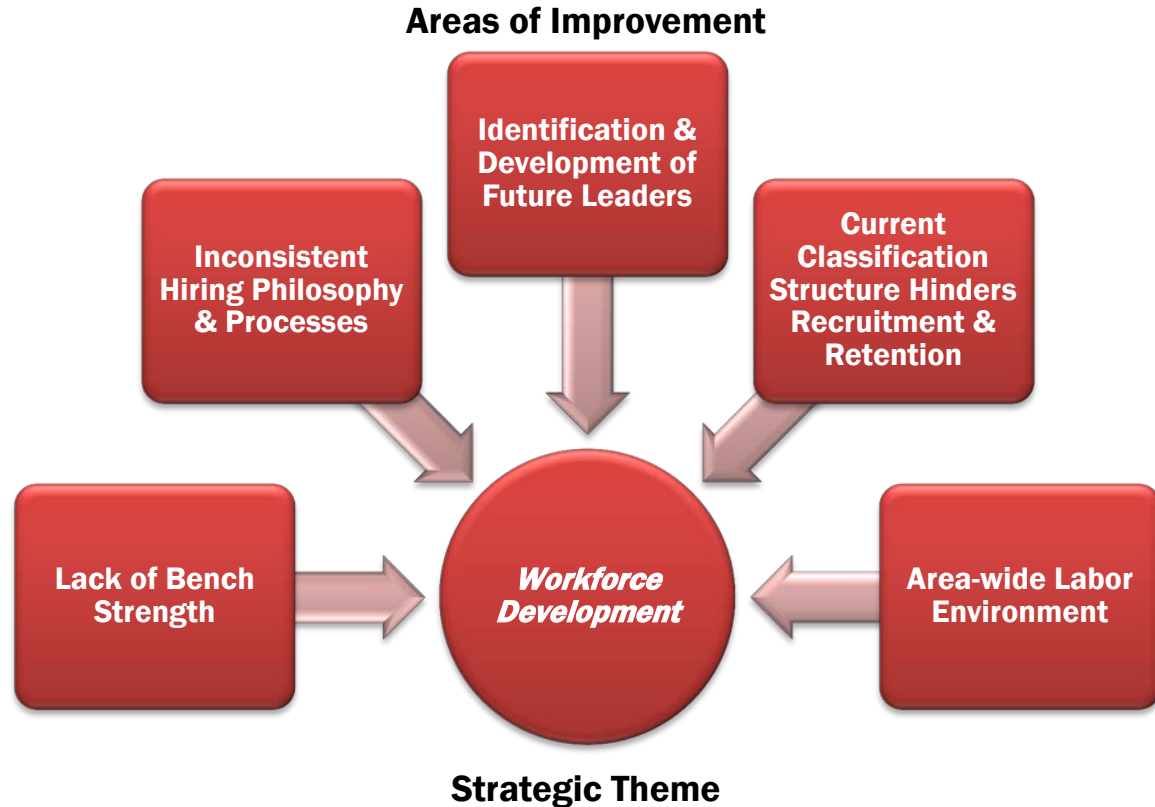 Areas of Improvement
Identification &
Development of
Future Leaders
Inconsistent
Hiring Philosophy
& Processes
Current
Classification
Structure Hinders
Recruitment &
Retention
Lack of Bench
Strength
Workforce
Development
Area-wide Labor
Environment
Strategic Theme